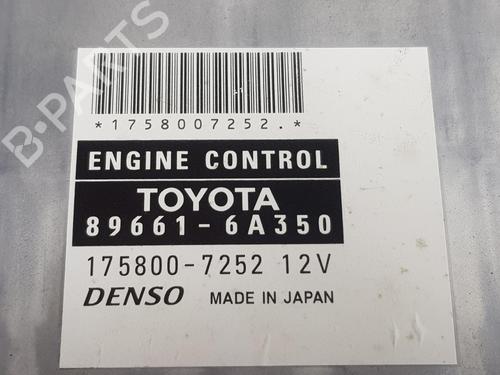 *1758007252.*
ENGINE CONTROL
TOYOTA
89661-6A350
175800-7252 12V
DENSO MADE IN JAPAN
B-PARTS